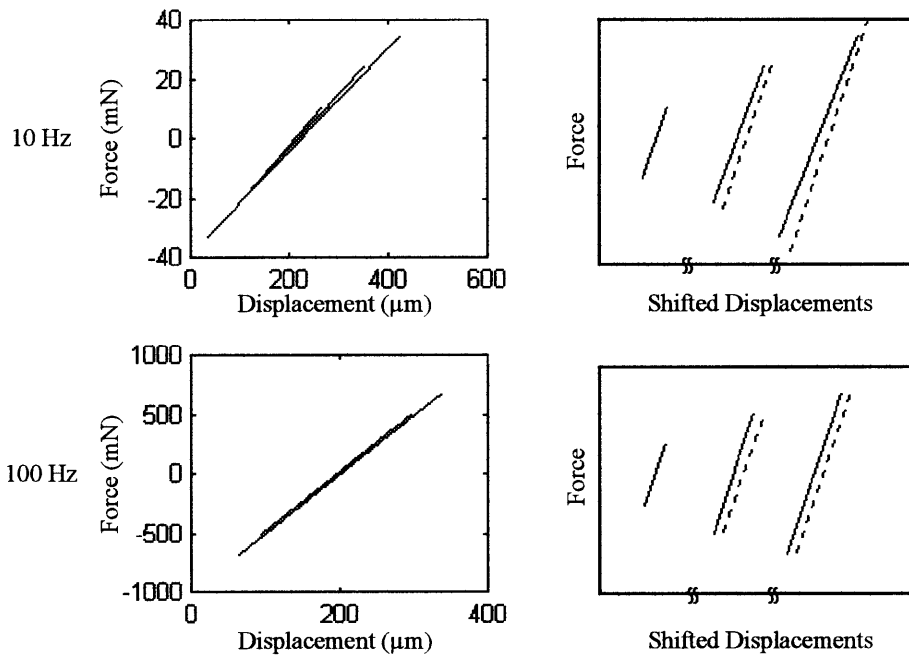 10 Hz
Force (mN)
40
20
0
-20
-40
0 200 400 600
Displacement (μm)
Force
Shifted Displacements
100 Hz
Force (mN)
1000
500
0
-500
-1000
0 200 400
Displacement (μm)
Force
Shifted Displacements